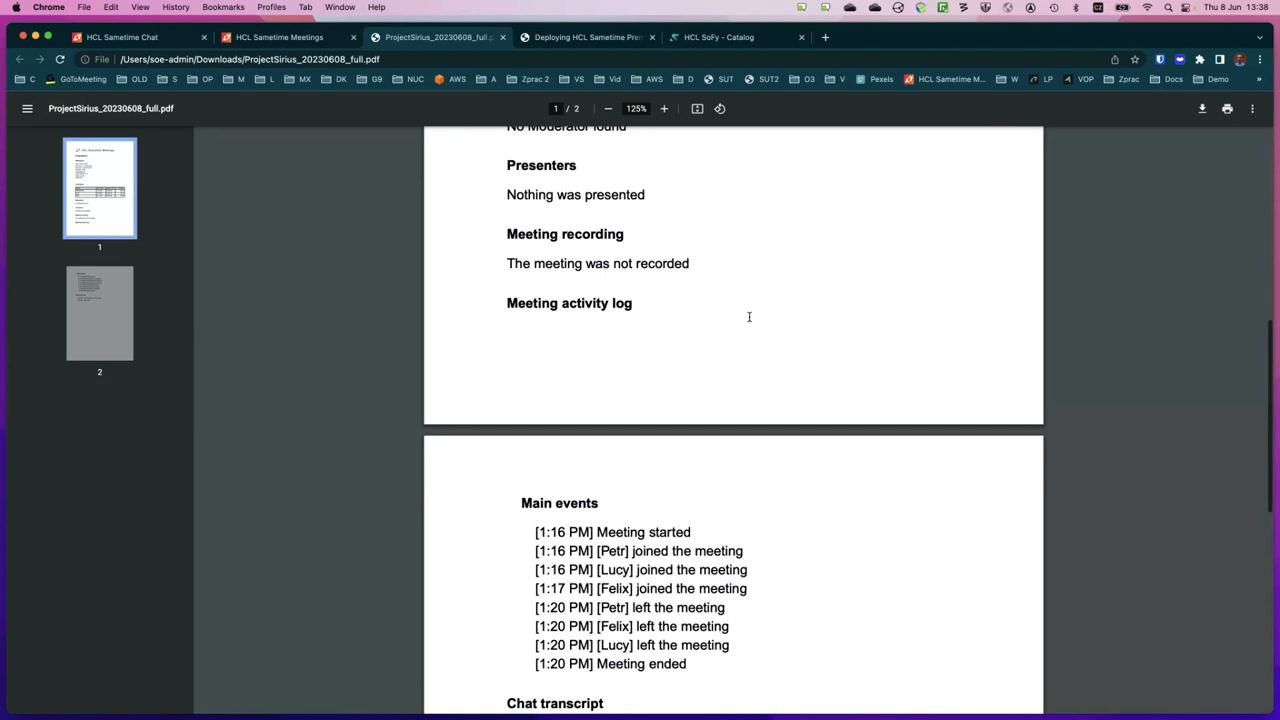 Chrome File Edit View History Bookmarks Profiles Tab Window Help CZ Thu 8 Jun 13:38
HCL Sametime Chat HCL Sametime Meetings ProjectSirius_20230608_full.p Deploying HCL Sametime Pre HCL SoFy - Catalog
File /Users/soe-admin/Downloads/ProjectSirius_20230608_full.pdf
C GoToMeeting OLD S OP M L MX DK G9 NUC AWS A Zprac 2 VS Vid AWS D SUT SUT2 O3 V Pexels HCL Sametime M... W LP VOP Zprac Docs Demo »
ProjectSirius_20230608_full.pdf 1 / 2 125%
No Moderator found
Presenters
Nothing was presented
Meeting recording
The meeting was not recorded
Meeting activity log
1
2
Main events
[1:16 PM] Meeting started
[1:16 PM] [Petr] joined the meeting
[1:16 PM] [Lucy] joined the meeting
[1:17 PM] [Felix] joined the meeting
[1:20 PM] [Petr] left the meeting
[1:20 PM] [Felix] left the meeting
[1:20 PM] [Lucy] left the meeting
[1:20 PM] Meeting ended
Chat transcript